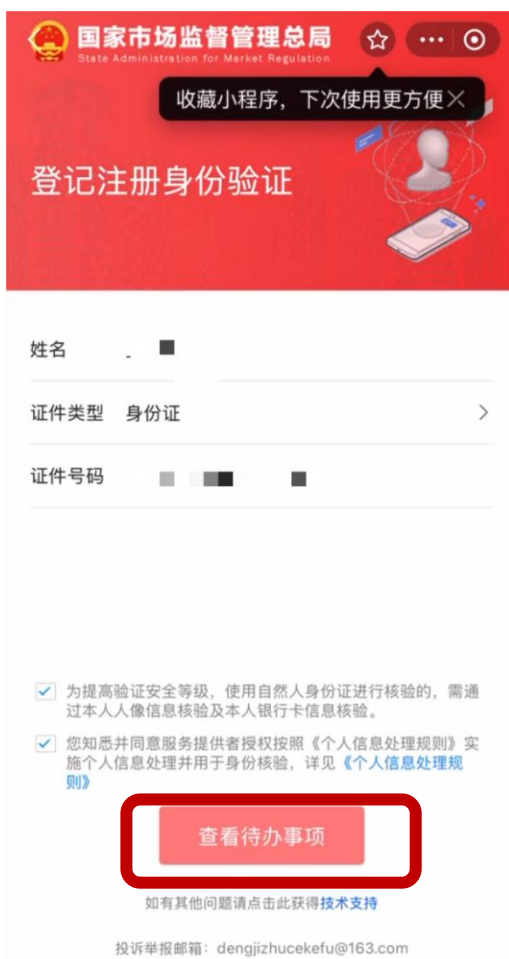 国家市场监督管理总局
State Administration for Market Regulation
收藏小程序，下次使用更方便×
登记注册身份验证
姓名
证件类型 身份证
证件号码
为提高验证安全等级，使用自然人身份证进行核验的，需通
过本人人像信息核验及本人银行卡信息核验。
您知悉并同意服务提供者授权按照《个人信息处理规则》实
施个人信息处理并用于身份核验，详见《个人信息处理规
则》
查看待办事项
如有其他问题请点击此获得技术支持
投诉举报邮箱：dengjizhucekefu@163.com